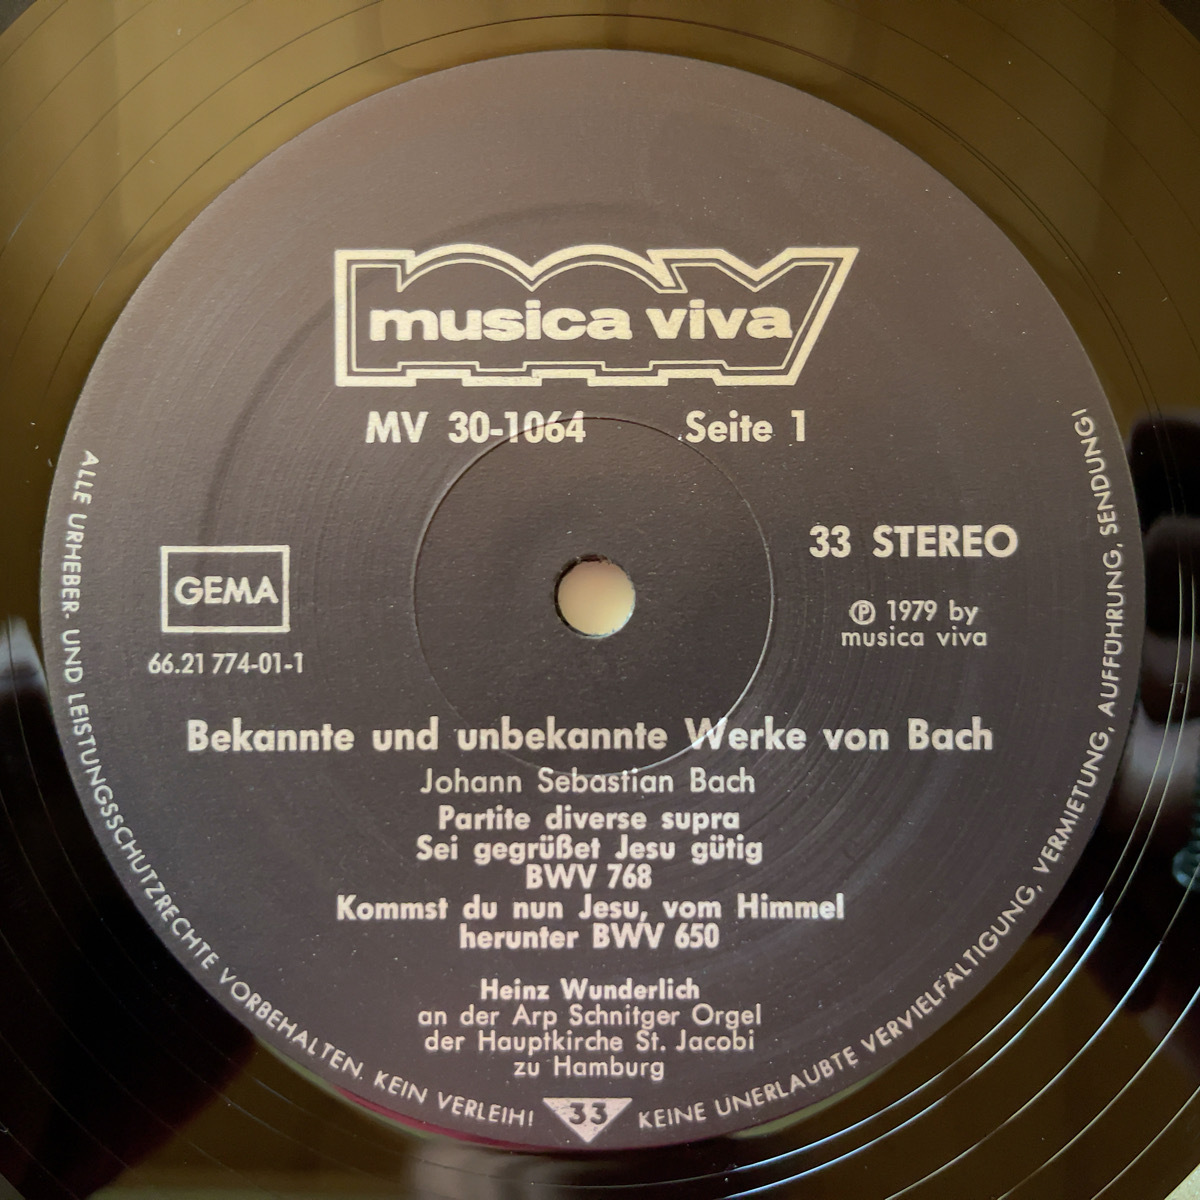 musica viva
MV 30-1064 Seite 1
33 STEREO
GEMA
℗ 1979 by
musica viva
66.21 774-01-1
Bekannte und unbekannte Werke von Bach
Johann Sebastian Bach
Partite diverse supra
Sei gegrüßet Jesu gütig
BWV 768
Kommst du nun Jesu, vom Himmel
herunter BWV 650
Heinz Wunderlich
an der Arp Schnitger Orgel
der Hauptkirche St. Jacobi
zu Hamburg
ALLE URHEBER- UND LEISTUNGSSCHUTZRECHTE VORBEHALTEN. KEIN VERLEIH! 33 KEINE UNERLAUBTE VERVIELFÄLTIGUNG, VERMIETUNG, AUFFÜHRUNG, SENDUNG!